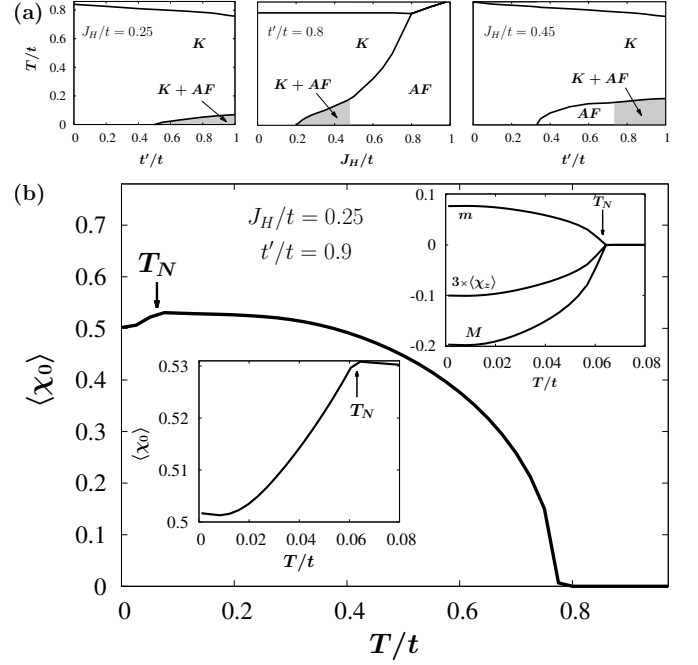 (a)
T/t
0.8
0.6
0.4
0.2
0
J_H/t = 0.25
K
K + AF
0 0.2 0.4 0.6 0.8 1
t′/t
t′/t = 0.8
K
K + AF
AF
0 0.2 0.4 0.6 0.8 1
J_H/t
J_H/t = 0.45
K
K + AF
AF
0 0.2 0.4 0.6 0.8 1
t′/t
(b)
⟨χ₀⟩
0.7
0.6
0.5
0.4
0.3
0.2
0.1
0
J_H/t = 0.25
t′/t = 0.9
T_N
0 0.2 0.4 0.6 0.8
T/t
0.1
0
-0.1
-0.2
m
T_N
3×⟨χ_z⟩
M
0 0.02 0.04 0.06 0.08
T/t
⟨χ₀⟩
0.53
0.52
0.51
0.5
T_N
0 0.02 0.04 0.06 0.08
T/t